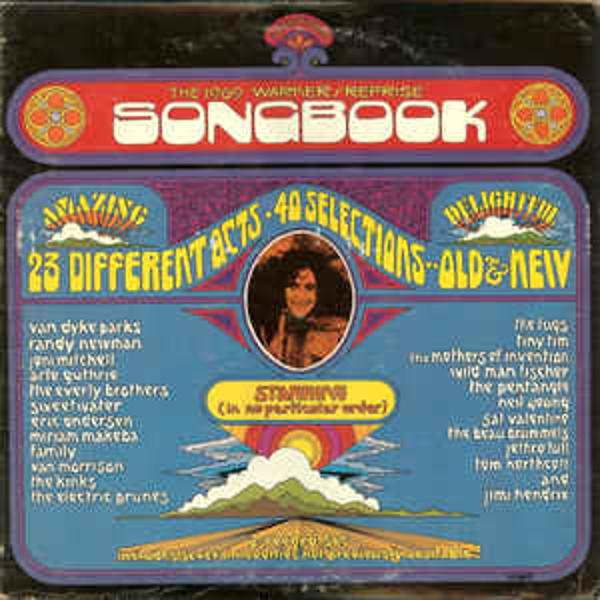 THE 1969 WARNER/REPRISE
SONGBOOK
AMAZING
DELIGHTFUL
23 DIFFERENT ACTS · 40 SELECTIONS·· OLD & NEW
van dyke parks
randy newman
joni mitchell
arlo guthrie
the everly brothers
sweetwater
eric andersen
miriam makeba
family
van morrison
the kinks
the electric prunes
STARRING
(in no particular order)
the fugs
tiny tim
the mothers of invention
wild man fischer
the pentangle
neil young
sal valentino
the beau brummels
jethro tull
tom northcott
and
jimi hendrix